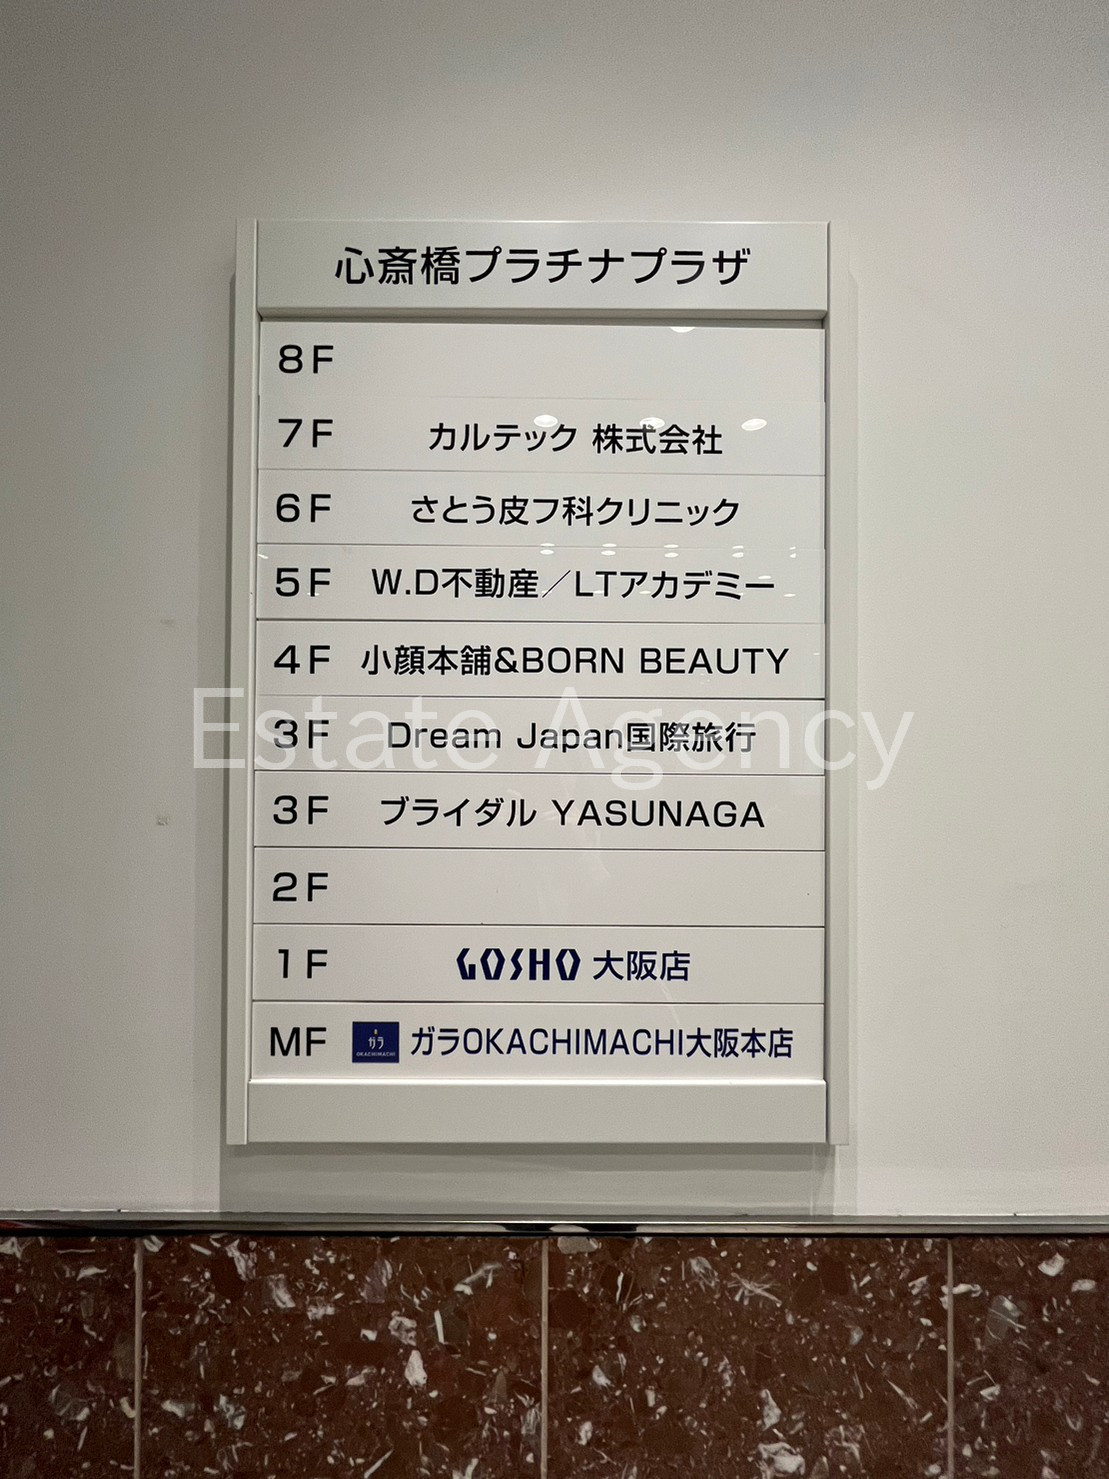 心斎橋プラチナプラザ
8F
7F カルテック 株式会社
6F さとう皮フ科クリニック
5F W.D不動産／LTアカデミー
4F 小顔本舗&BORN BEAUTY
3F Dream Japan国際旅行
Estate Agency
3F ブライダル YASUNAGA
2F
1F GOSHO 大阪店
MF ガラ OKACHIMACHI ガラOKACHIMACHI大阪本店